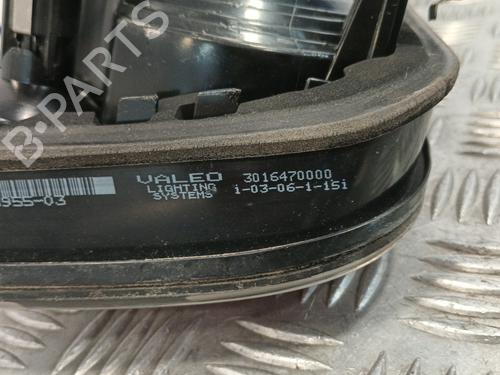 B-PARTS
VALEO 3016470000
LIGHTING i-03-06-1-15i
SYSTEMS
955-03